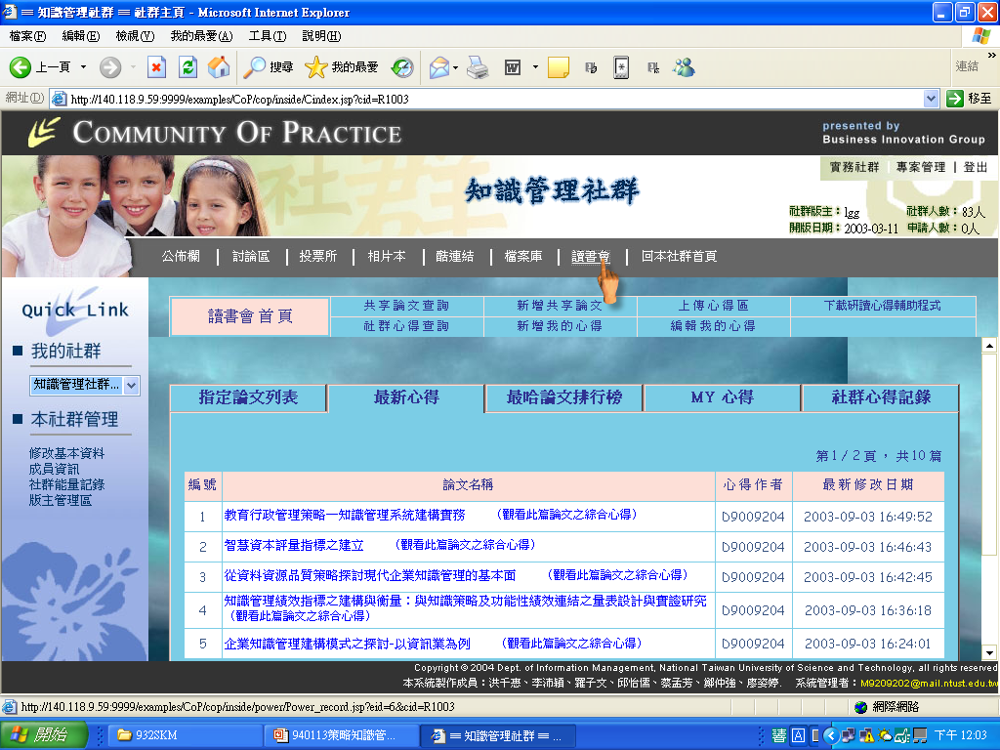 == 知識管理社群 == 社群主頁 - Microsoft Internet Explorer
檔案(F) 編輯(E) 檢視(V) 我的最愛(A) 工具(T) 說明(H)
上一頁 搜尋 我的最愛 連結
網址(D) http://140.118.9.59:9999/examples/CoP/cop/inside/Cindex.jsp?cid=R1003 移至
COMMUNITY OF PRACTICE
presented by
Business Innovation Group
實務社群 | 專案管理 | 登出
知識管理社群
社群版主：lgg 社群人數：83人
開版日期：2003-03-11 申請人數：0人
公佈欄 | 討論區 | 投票所 | 相片本 | 酷連結 | 檔案庫 | 讀書會 | 回本社群首頁
Quick Link
我的社群
知識管理社群...
本社群管理
修改基本資料
成員資訊
社群能量記錄
版主管理區
讀書會首頁
共享論文查詢 新增共享論文 上傳心得區 下載研讀心得輔助程式
社群心得查詢 新增我的心得 編輯我的心得
指定論文列表 最新心得 最哈論文排行榜 MY 心得 社群心得記錄
第1 / 2 頁， 共10 篇
編號 論文名稱 心得作者 最新修改日期
1 教育行政管理策略—知識管理系統建構實務 （觀看此篇論文之綜合心得） D9009204 2003-09-03 16:49:52
2 智慧資本評量指標之建立 （觀看此篇論文之綜合心得） D9009204 2003-09-03 16:46:43
3 從資料資源品質策略探討現代企業知識管理的基本面 （觀看此篇論文之綜合心得） D9009204 2003-09-03 16:42:45
4 知識管理績效指標之建構與衡量：與知識策略及功能性績效連結之量表設計與實證研究 （觀看此篇論文之綜合心得） D9009204 2003-09-03 16:36:18
5 企業知識管理建構模式之探討-以資訊業為例 （觀看此篇論文之綜合心得） D9009204 2003-09-03 16:24:01
Copyright © 2004 Dept. of Information Management, National Taiwan University of Science and Technology, all rights reserved
本系統製作成員：洪千惠、李沛穎、羅子文、邱怡儒、蔡孟芳、鄭仲強、廖姿婷. 系統管理者：M9209202@mail.ntust.edu.tw
http://140.118.9.59:9999/examples/CoP/cop/inside/power/Power_record.jsp?eid=6&cid=R1003 網際網路
開始 932SKM 940113策略知識管... == 知識管理社群 == ... 下午 12:03